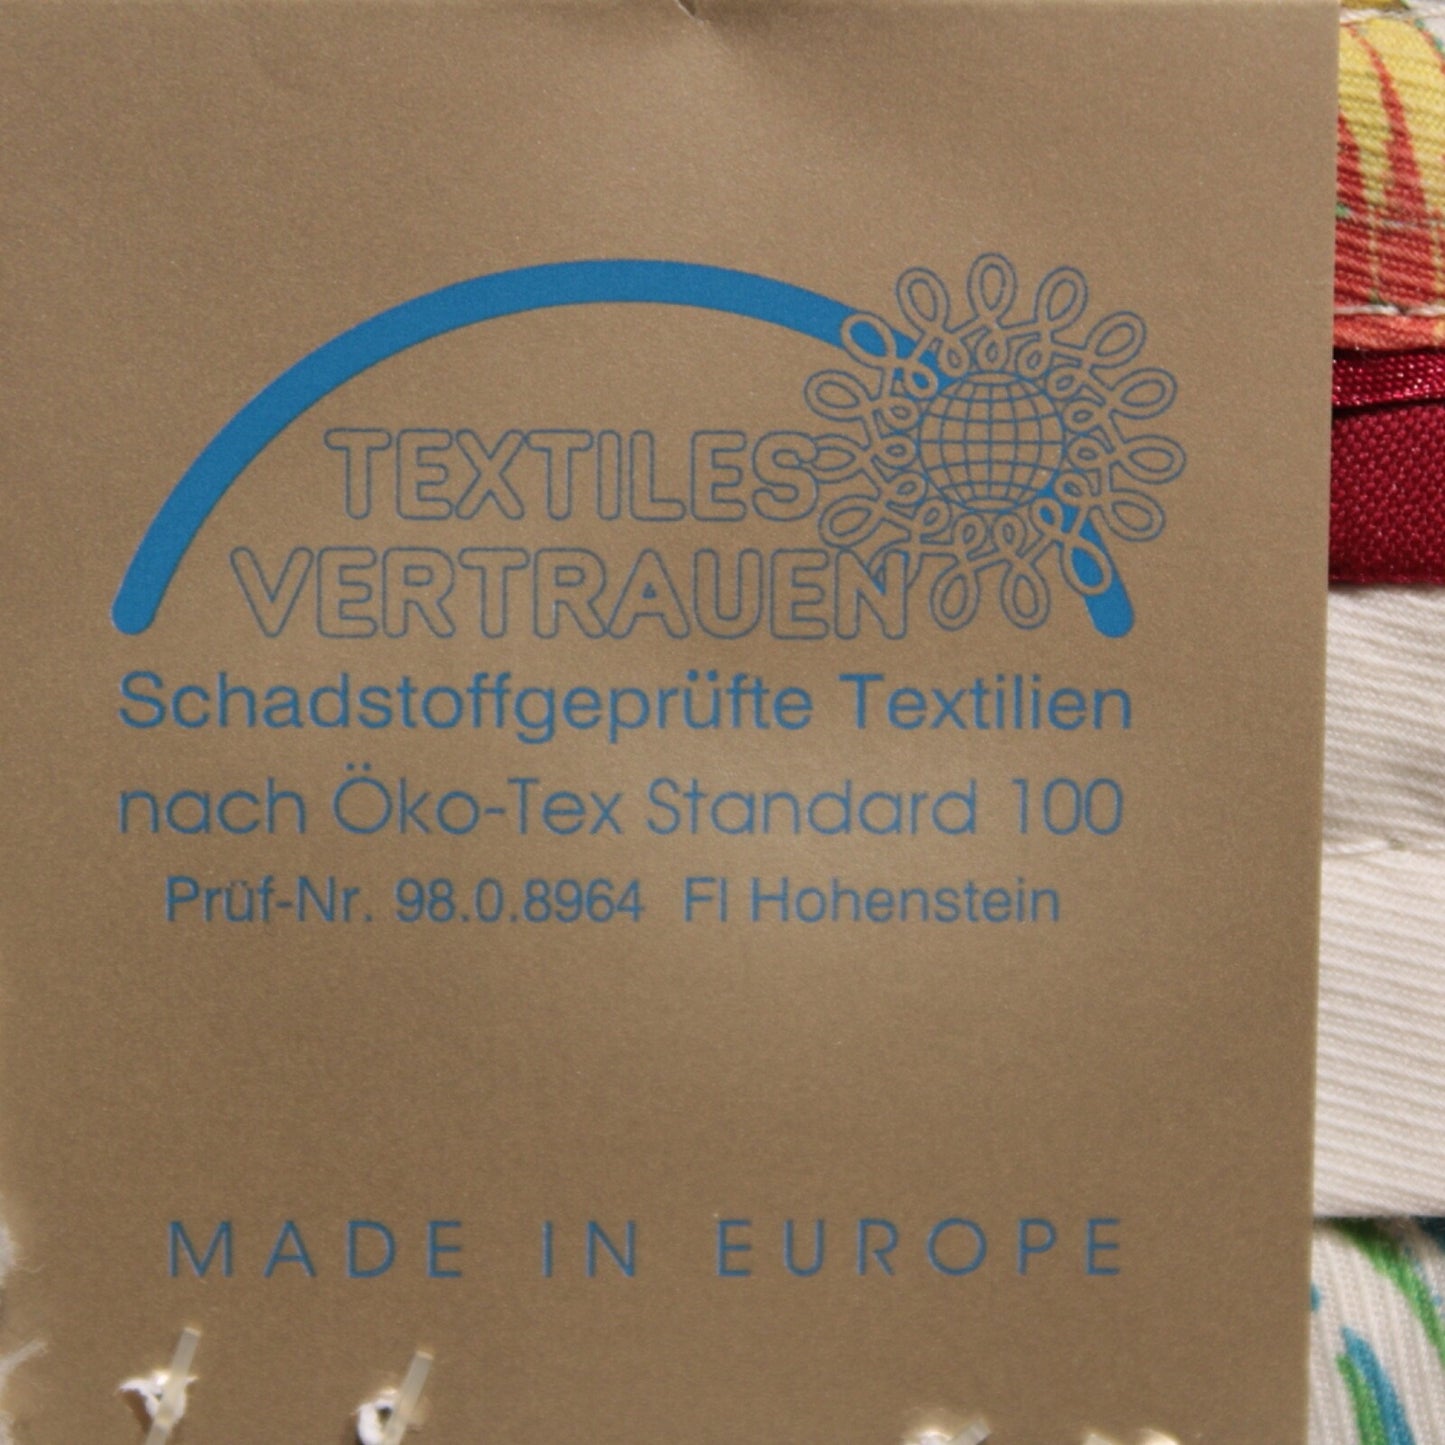 TEXTILES
VERTRAUEN
Schadstoffgeprüfte Textilien
nach Öko-Tex Standard 100
Prüf-Nr. 98.0.8964 FI Hohenstein
MADE IN EUROPE